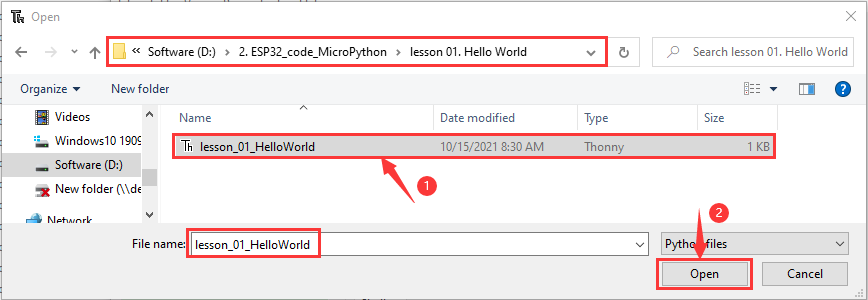 Open
« Software (D:) › 2. ESP32_code_MicroPython › lesson 01. Hello World
Search lesson 01. Hello World
Organize New folder
Name Date modified Type Size
Videos
Windows10 1909
Software (D:)
New folder (\\de
Network
lesson_01_HelloWorld 10/15/2021 8:30 AM Thonny 1 KB
1
2
File name: lesson_01_HelloWorld
Python files
Open Cancel